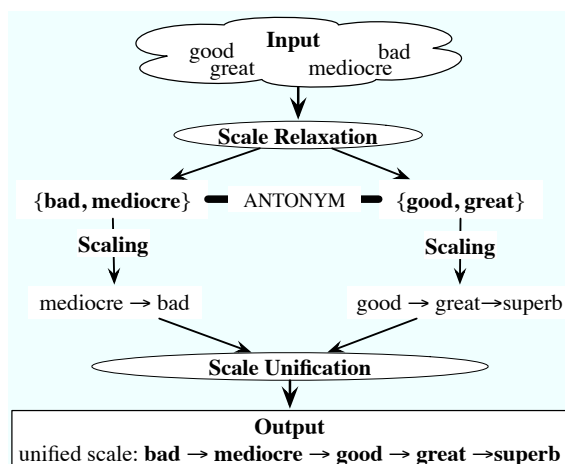 Input
good bad
great mediocre
Scale Relaxation
{bad, mediocre} ANTONYM {good, great}
Scaling Scaling
mediocre → bad good → great→superb
Scale Unification
Output
unified scale: bad → mediocre → good → great →superb